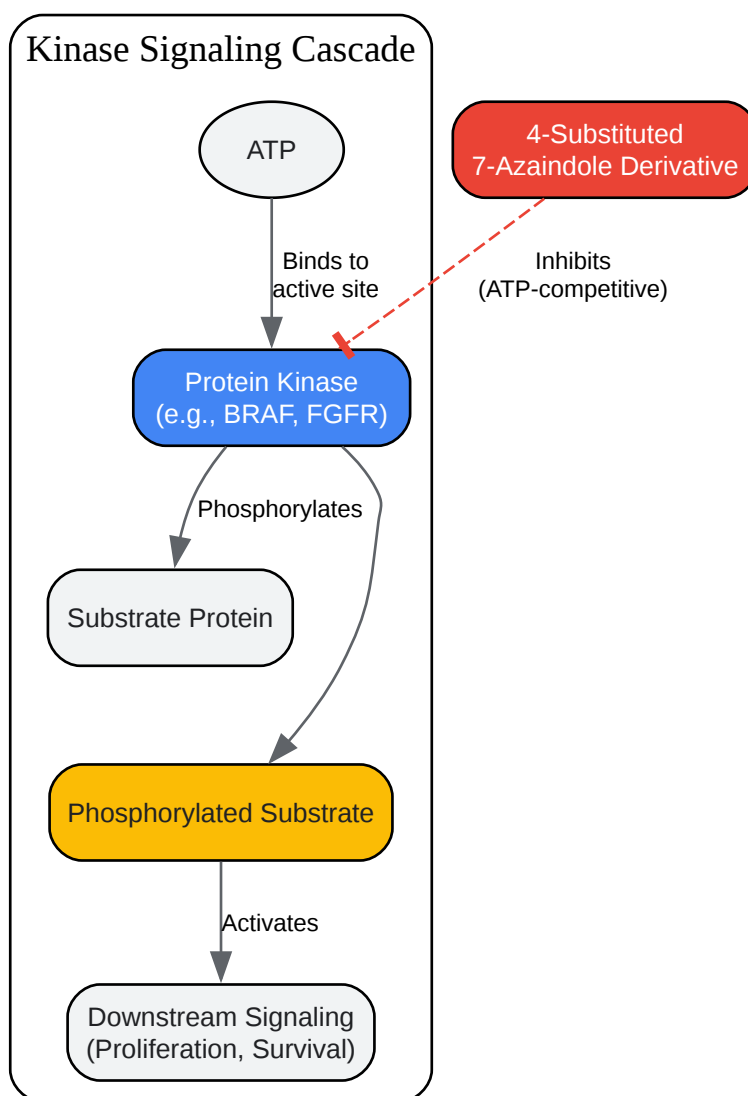 Kinase Signaling Cascade
ATP
4-Substituted
7-Azaindole Derivative
Binds to
active site
Inhibits
(ATP-competitive)
Protein Kinase
(e.g., BRAF, FGFR)
Phosphorylates
Substrate Protein
Phosphorylated Substrate
Activates
Downstream Signaling
(Proliferation, Survival)